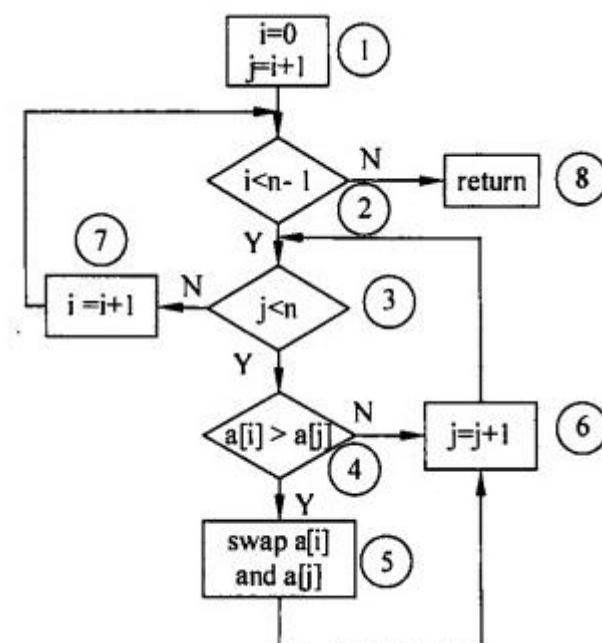 i=0
j=i+1
1
i<n-1
N
2
return
8
Y
7
i =i+1
N
j<n
3
Y
a[i] > a[j]
N
4
j=j+1
6
Y
swap a[i]
and a[j]
5